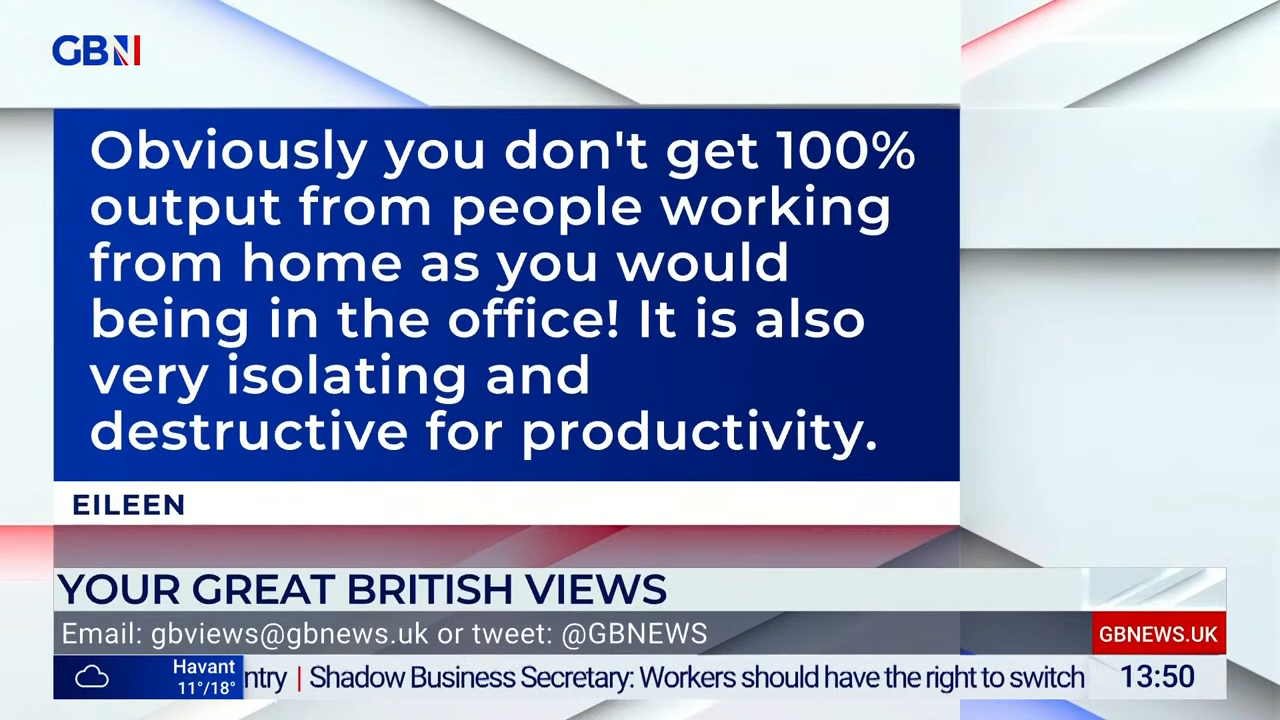 GBN
Obviously you don't get 100%
output from people working
from home as you would
being in the office! It is also
very isolating and
destructive for productivity.
EILEEN
YOUR GREAT BRITISH VIEWS
Email: gbviews@gbnews.uk or tweet: @GBNEWS
GBNEWS.UK
Havant
11°/18°
ntry | Shadow Business Secretary: Workers should have the right to switch
13:50